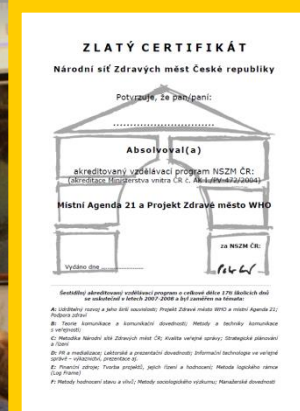 ZLATÝ CERTIFIKÁT
Národní síť Zdravých měst České republiky
Potvrzuje, že pan/paní:
..............................
Absolvoval(a)
akreditovaný vzdělávací program NSZM ČR:
(akreditace Ministerstva vnitra ČR č. AK I./PV-472/2004)
Místní Agenda 21 a Projekt Zdravé město WHO
za NSZM ČR:
Vydáno dne ..................
Šestidílný akreditovaný vzdělávací program o celkové délce 176 školicích dnů
se uskutečnil v letech 2007-2008 a byl zaměřen na témata:
A: Udržitelný rozvoj a jeho širší souvislosti; Projekt Zdravé město WHO a místní Agenda 21;
Podpora zdraví
B: Teorie komunikace a komunikační dovednosti; Metody a techniky komunikace
s veřejností;
C: Metodika Národní sítě Zdravých měst ČR; Kvalita veřejné správy; Strategické plánování
a řízení
D: PR a medializace; Lektorské a prezentační dovednosti; Informační technologie ve veřejné
správě – výkaznictví, prezentace aj.
E: Finanční zdroje; Tvorba projektů, jejich řízení a hodnocení; Metoda logického rámce
(Log Frame)
F: Metody hodnocení stavu a vlivů; Metody sociologického výzkumu; Manažerské dovednosti